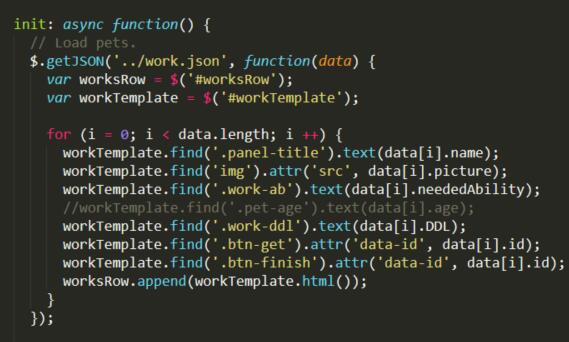 init: async function() {
// Load pets.
$.getJSON('../work.json', function(data) {
var worksRow = $('#worksRow');
var workTemplate = $('#workTemplate');
for (i = 0; i < data.length; i ++) {
workTemplate.find('.panel-title').text(data[i].name);
workTemplate.find('img').attr('src', data[i].picture);
workTemplate.find('.work-ab').text(data[i].neededAbility);
//workTemplate.find('.pet-age').text(data[i].age);
workTemplate.find('.work-ddl').text(data[i].DDL);
workTemplate.find('.btn-get').attr('data-id', data[i].id);
workTemplate.find('.btn-finish').attr('data-id', data[i].id);
worksRow.append(workTemplate.html());
}
});